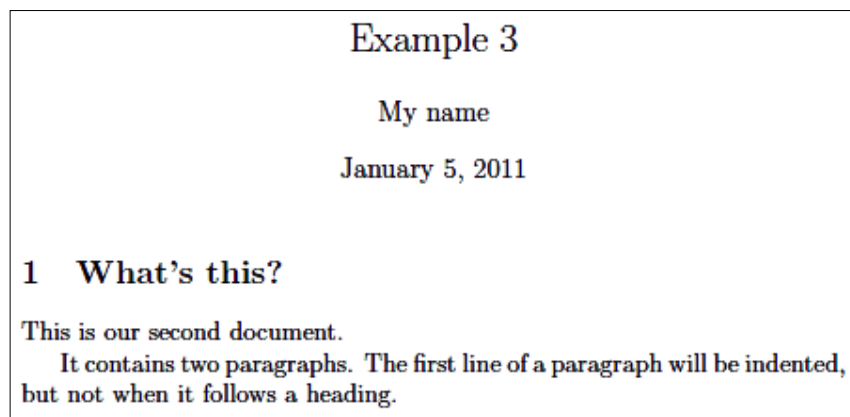 Example 3
My name
January 5, 2011
1 What's this?
This is our second document.
It contains two paragraphs. The first line of a paragraph will be indented,
but not when it follows a heading.